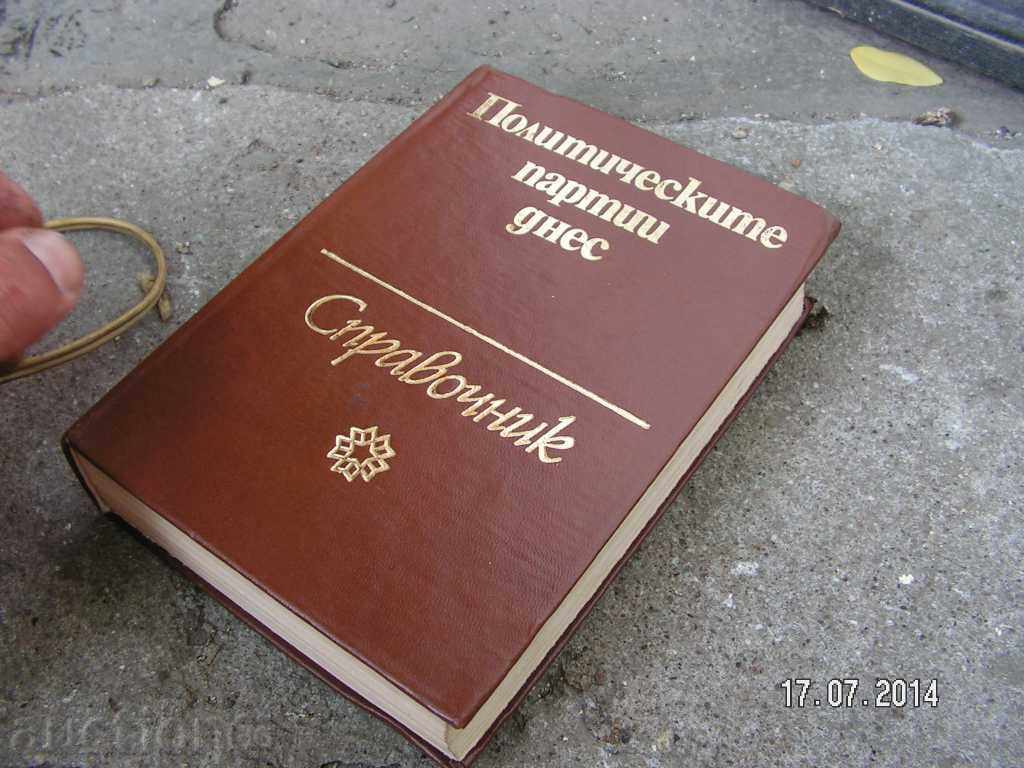 Политическите
партии
днес
Справочник
17.07.2014